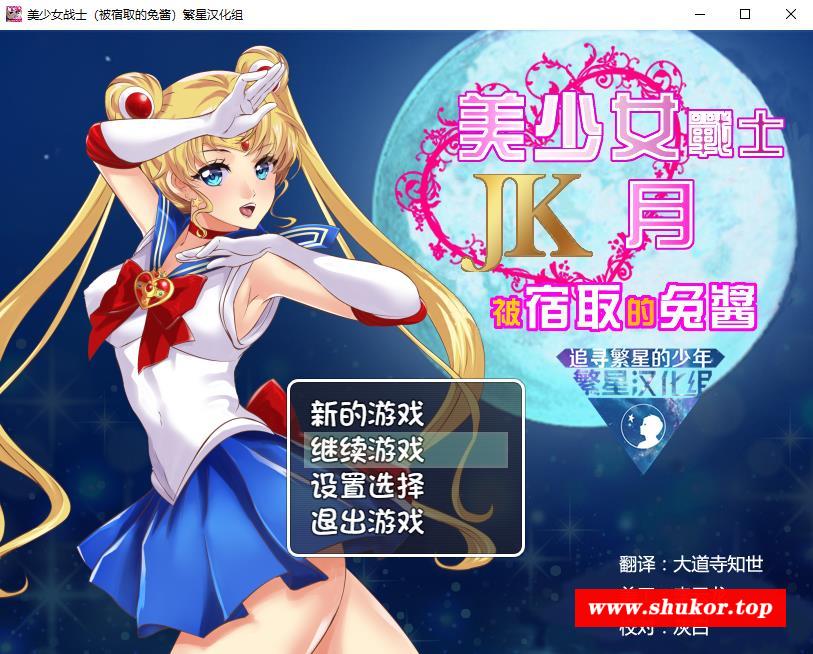 美少女战士（被宿取的兔醬）繁星汉化组
美少女戰士
JK 月
被宿取的兔醬
追寻繁星的少年
繁星汉化组
新的游戏
继续游戏
设置选择
退出游戏
翻译：大道寺知世
www.shukor.top
校对：灰白